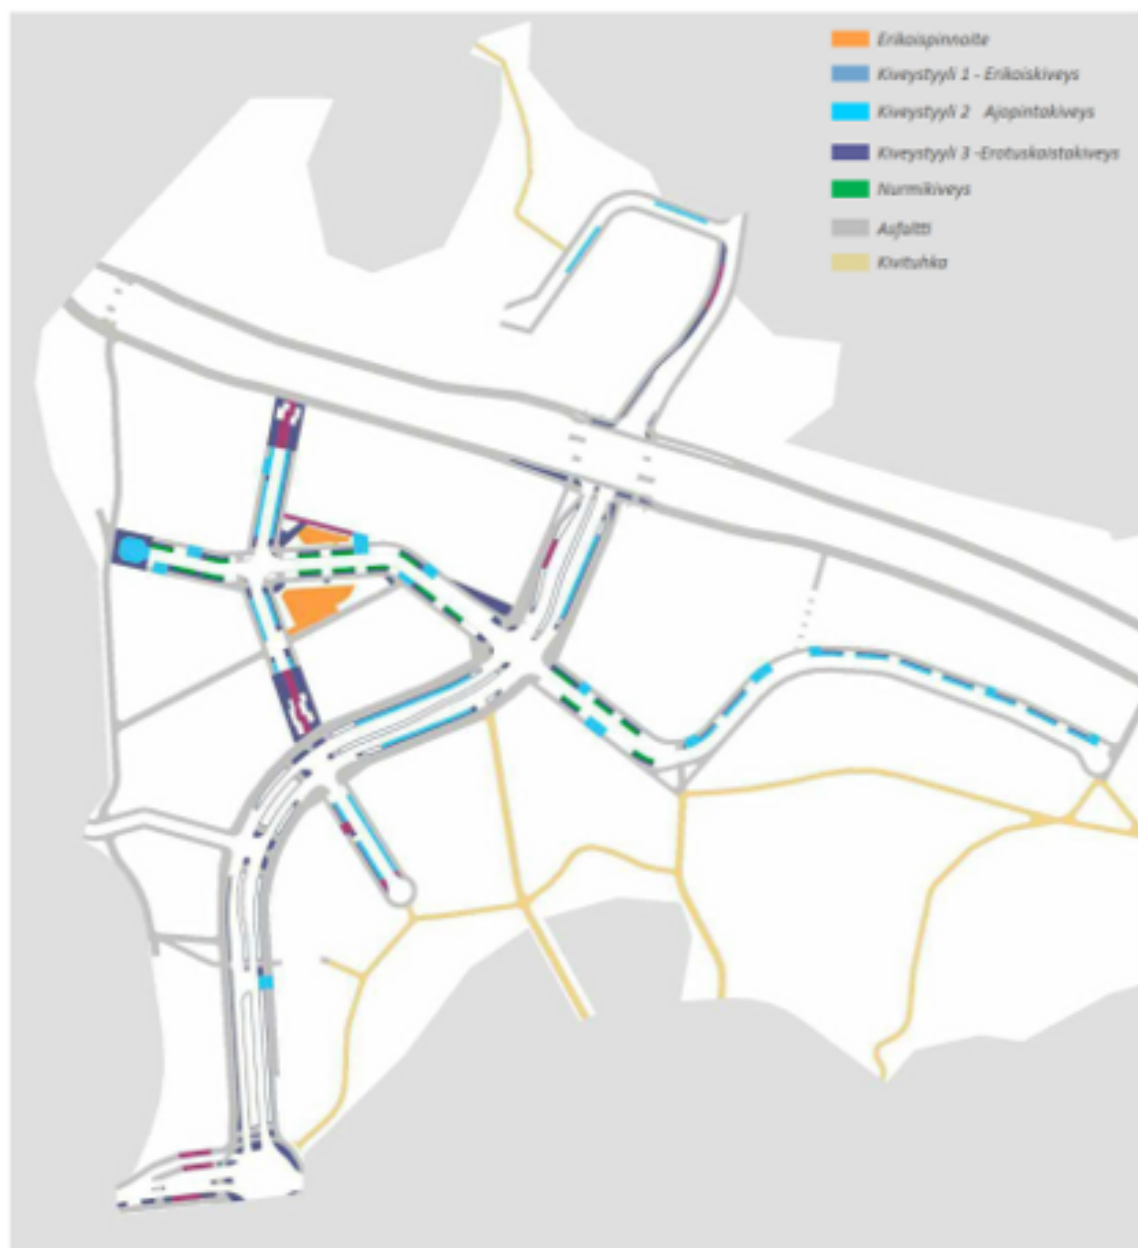 Erikoispinnoite
Kiveystyyli 1 - Erikoiskiveys
Kiveystyyli 2 Ajopintakiveys
Kiveystyyli 3 -Erotuskaistakiveys
Nurmikiveys
Asfaltti
Kivituhka